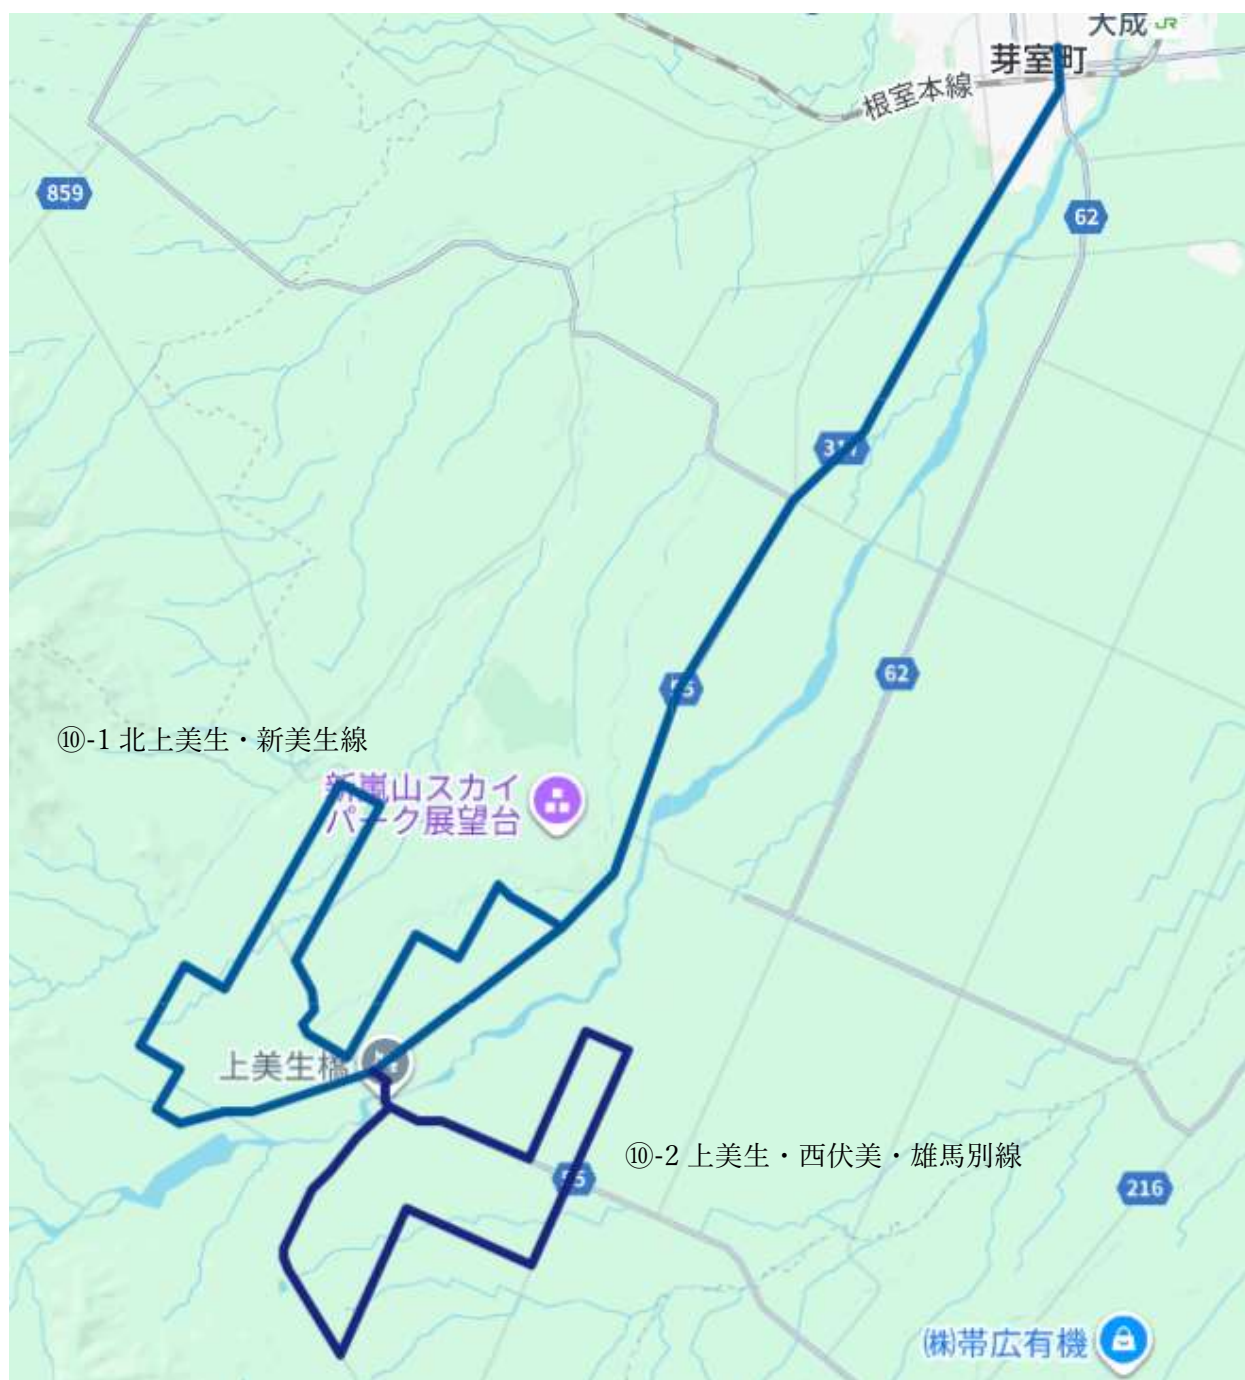 大成
JR
芽室町
根室本線
859
62
317
62
55
⑩-1 北上美生・新美生線
新嵐山スカイ
パーク展望台
上美生橋
⑩-2 上美生・西伏美・雄馬別線
55
216
㈱帯広有機